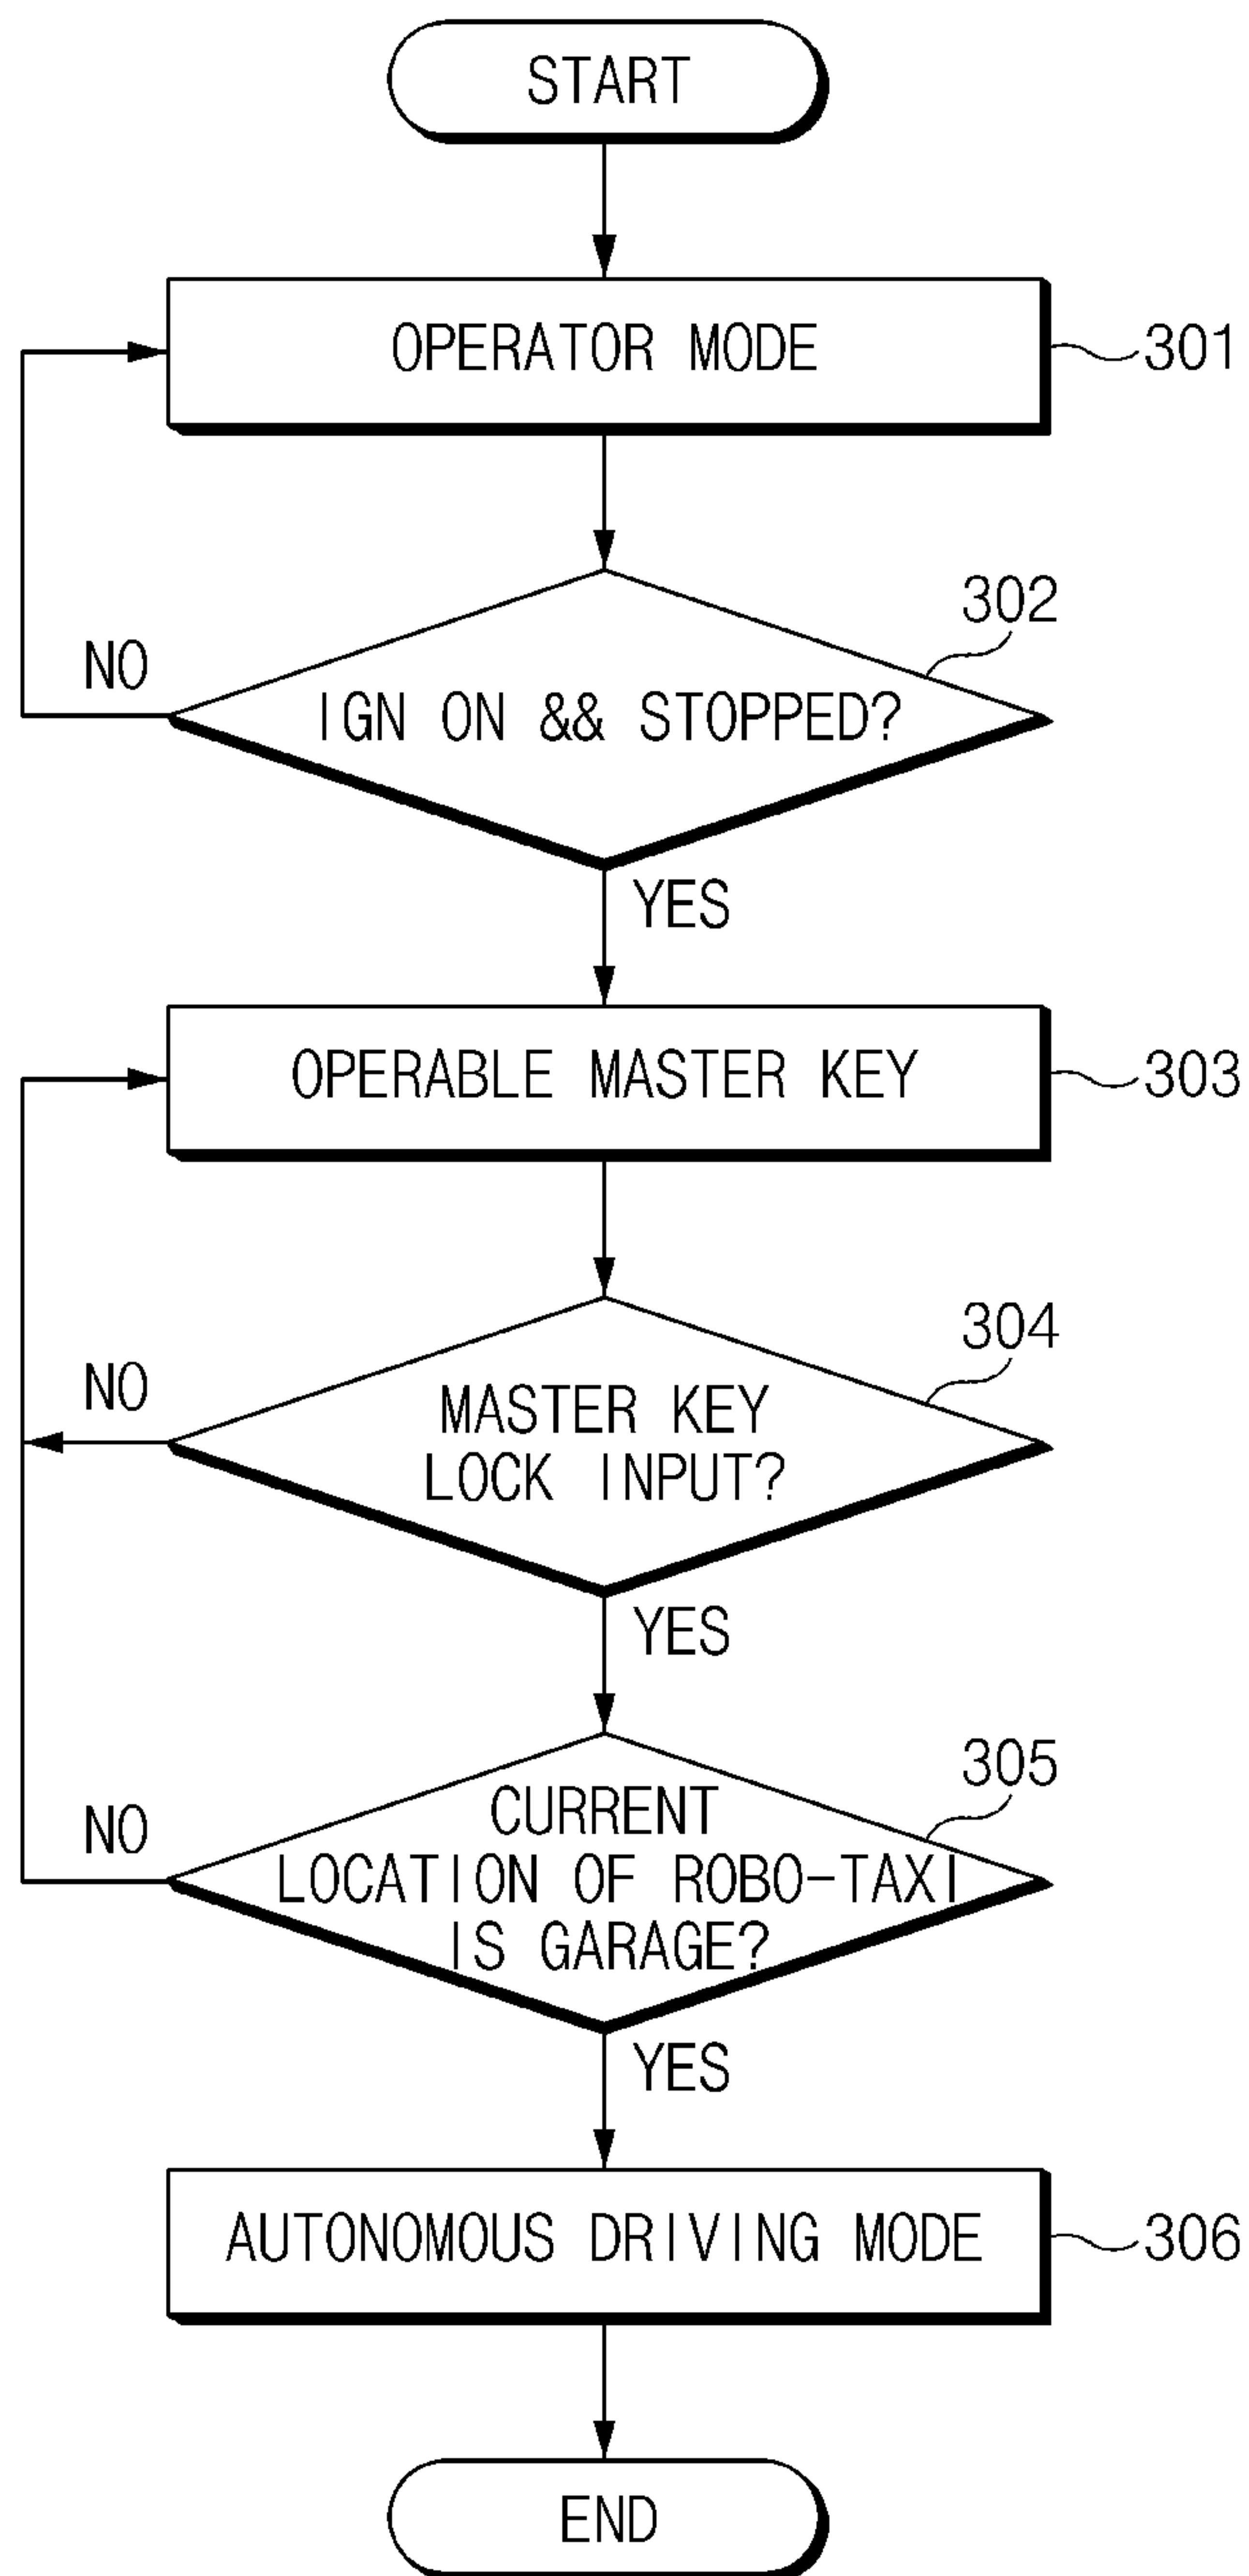 START
OPERATOR MODE
301
302
NO
IGN ON && STOPPED?
YES
OPERABLE MASTER KEY
303
304
NO
MASTER KEY
LOCK INPUT?
YES
305
NO
CURRENT
LOCATION OF ROBO-TAXI
IS GARAGE?
YES
AUTONOMOUS DRIVING MODE
306
END